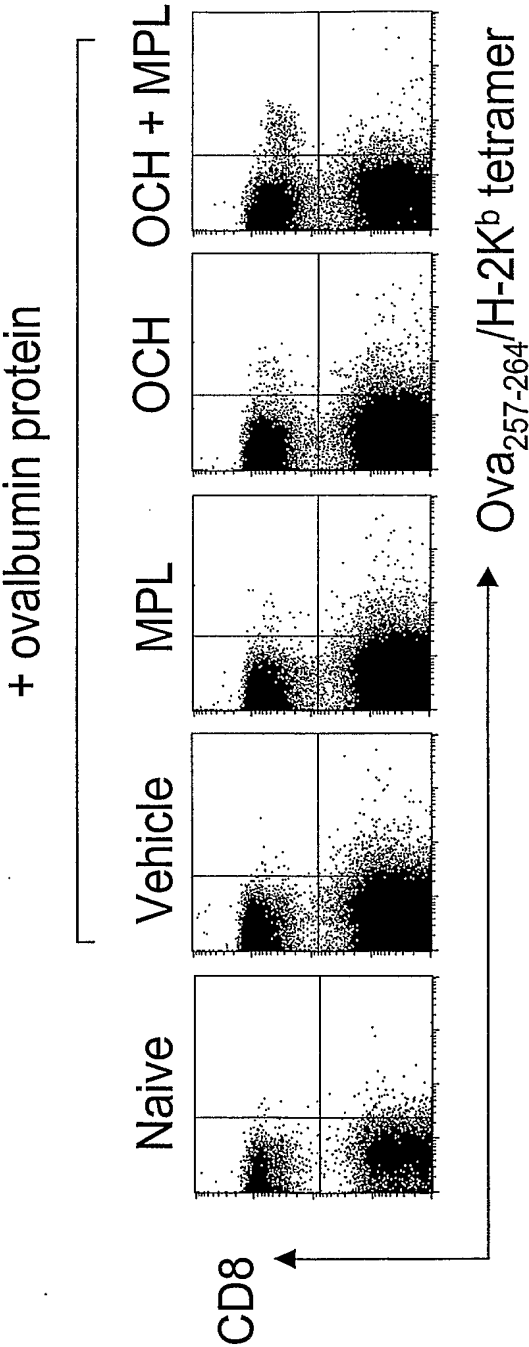 + ovalbumin protein
Naive
Vehicle
MPL
OCH
OCH + MPL
CD8
Ova257-264/H-2Kb tetramer